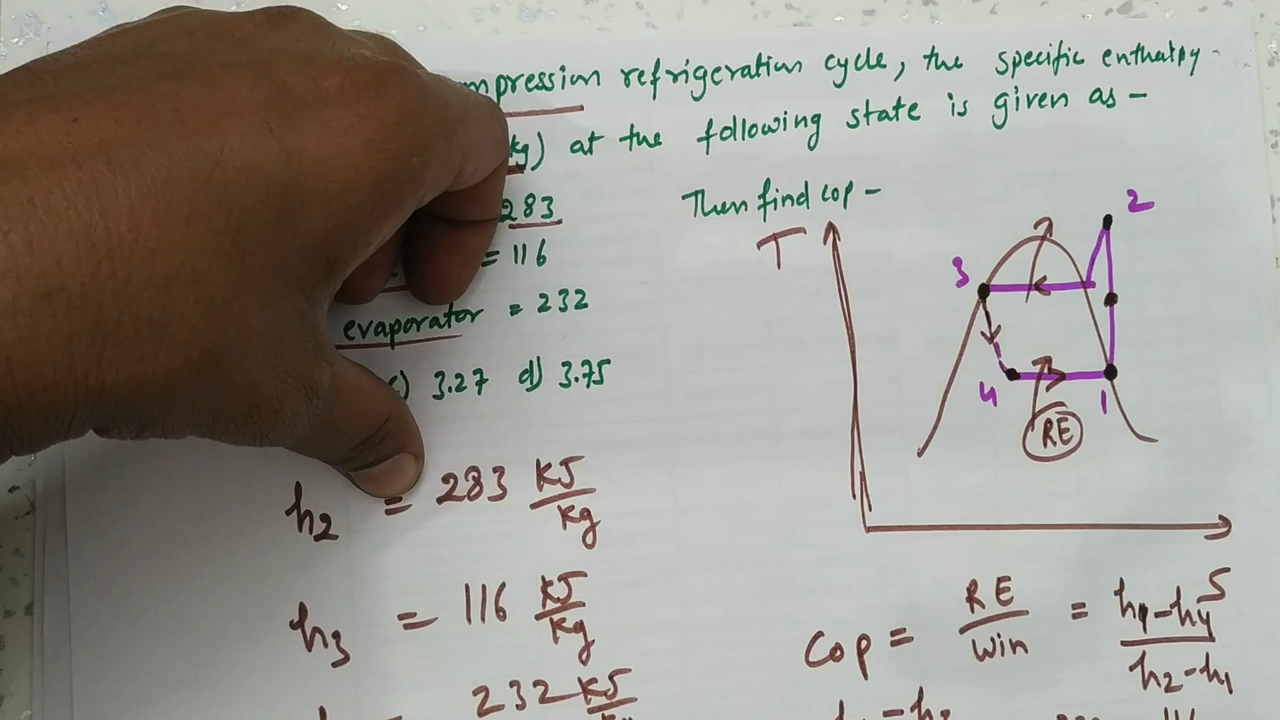 mpression refrigeration cycle, the specific enthalpy
kg) at the following state is given as -
283
Then find cop -
= 116
evaporator = 232
c) 3.27 d) 3.75
T
2
3
4
1
RE
S
h2 = 283 KJ/kg
h3 = 116 KJ/kg
232 KJ
Cop = RE/Win = h1-h4/h2-h1